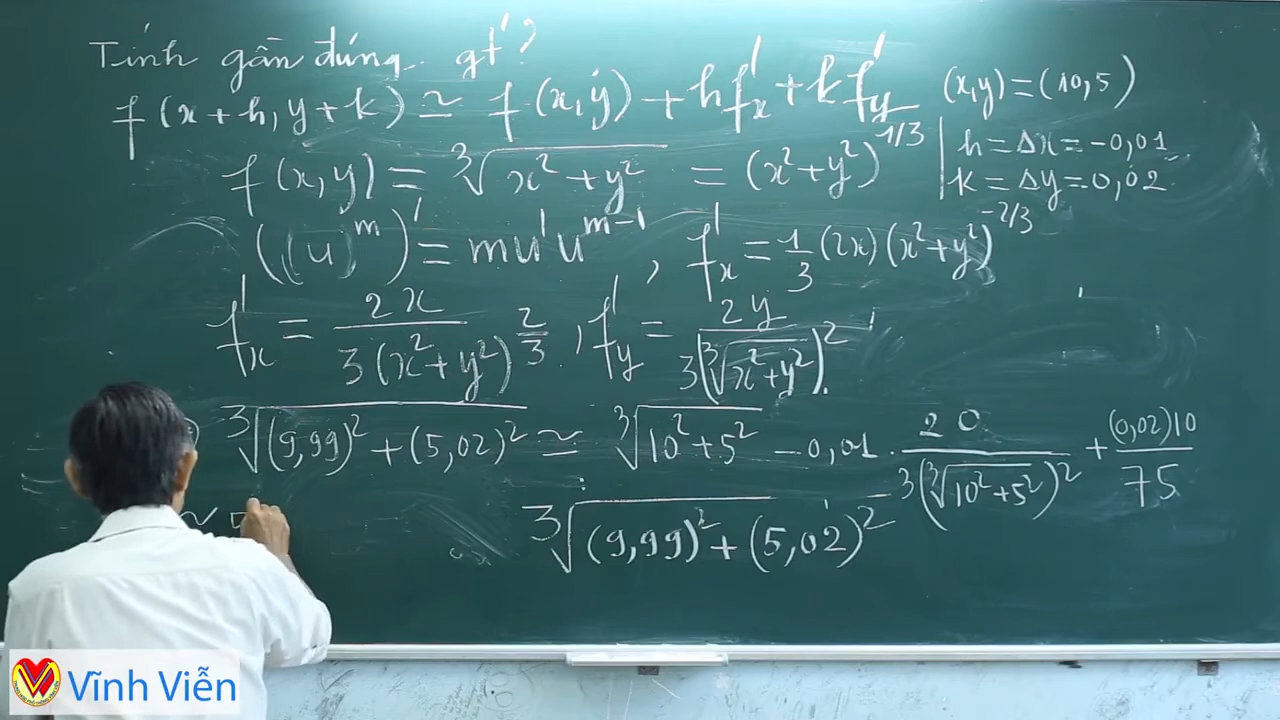 Tính gần đúng gt?
f(x+h, y+k) ≃ f(x,y) + hf'x + kf'y
(x,y) = (10,5)
h = Δx = -0,01
k = Δy = 0,02
f(x,y) = ∛(x²+y²) = (x²+y²)^1/3
((u)^m)' = mu'u^m-1, f'x = 1/3 (2x)(x²+y²)^-2/3
f'x = 2x / 3(x²+y²)^2/3, f'y = 2y / 3(∛(x²+y²))²
∛((9,99)²+(5,02)²) ≃ ∛(10²+5²) - 0,01 . 20 / 3(∛(10²+5²))² + (0,02)10 / 75
≃ 5
∛((9,99)²+(5,02)²)
Vĩnh Viễn